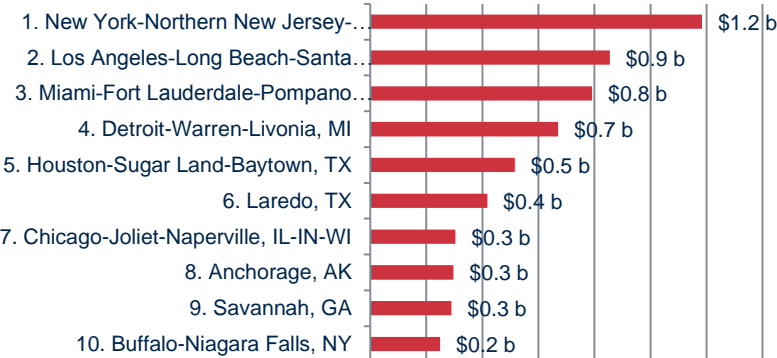 1. New York-Northern New Jersey-… $1.2 b
2. Los Angeles-Long Beach-Santa… $0.9 b
3. Miami-Fort Lauderdale-Pompano… $0.8 b
4. Detroit-Warren-Livonia, MI $0.7 b
5. Houston-Sugar Land-Baytown, TX $0.5 b
6. Laredo, TX $0.4 b
7. Chicago-Joliet-Naperville, IL-IN-WI $0.3 b
8. Anchorage, AK $0.3 b
9. Savannah, GA $0.3 b
10. Buffalo-Niagara Falls, NY $0.2 b